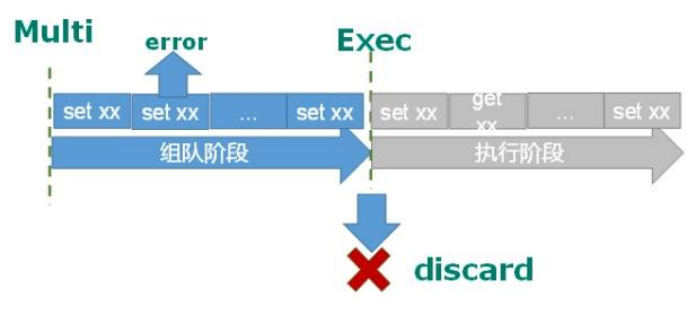 Multi
error
Exec
set xx
set xx
...
set xx
set xx
get
xx
...
set xx
组队阶段
执行阶段
discard